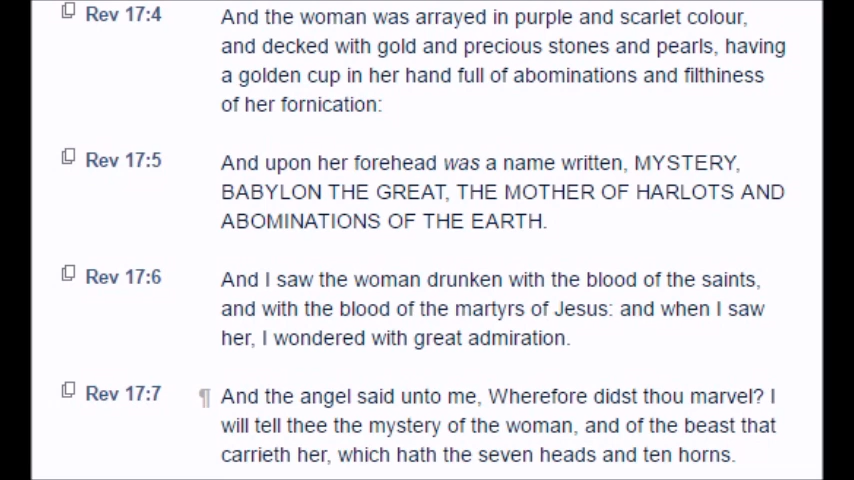 Rev 17:4 And the woman was arrayed in purple and scarlet colour,
and decked with gold and precious stones and pearls, having
a golden cup in her hand full of abominations and filthiness
of her fornication:
Rev 17:5 And upon her forehead was a name written, MYSTERY,
BABYLON THE GREAT, THE MOTHER OF HARLOTS AND
ABOMINATIONS OF THE EARTH.
Rev 17:6 And I saw the woman drunken with the blood of the saints,
and with the blood of the martyrs of Jesus: and when I saw
her, I wondered with great admiration.
Rev 17:7 ¶ And the angel said unto me, Wherefore didst thou marvel? I
will tell thee the mystery of the woman, and of the beast that
carrieth her, which hath the seven heads and ten horns.